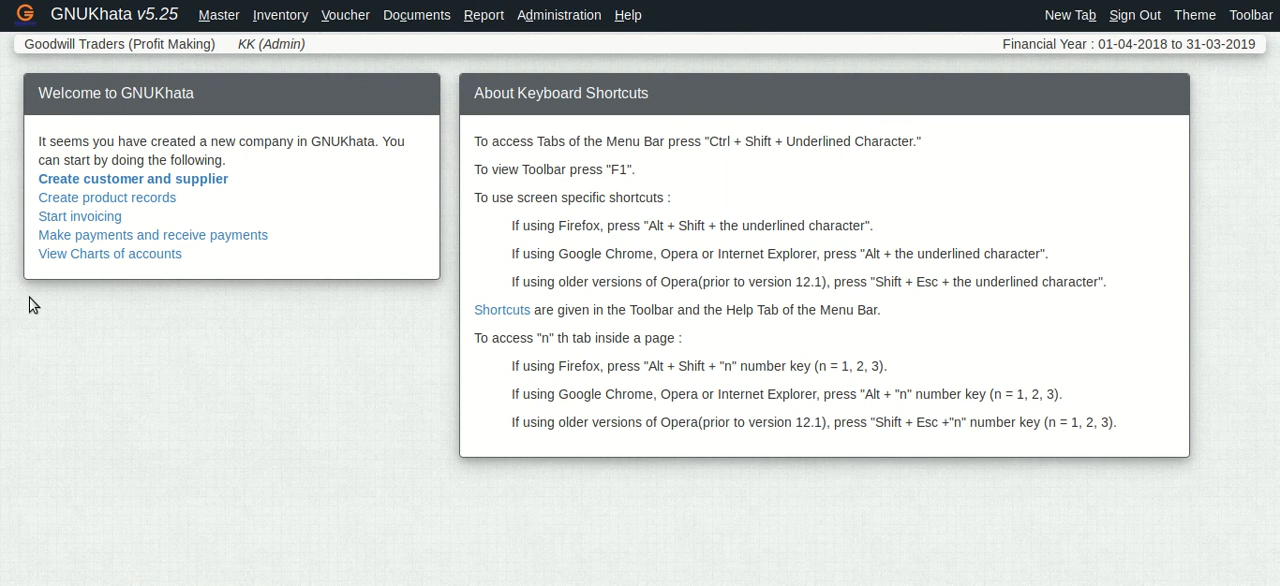 GNUKhata v5.25 Master Inventory Voucher Documents Report Administration Help New Tab Sign Out Theme Toolbar
Goodwill Traders (Profit Making) KK (Admin) Financial Year : 01-04-2018 to 31-03-2019
Welcome to GNUKhata
It seems you have created a new company in GNUKhata. You
can start by doing the following.
Create customer and supplier
Create product records
Start invoicing
Make payments and receive payments
View Charts of accounts
About Keyboard Shortcuts
To access Tabs of the Menu Bar press "Ctrl + Shift + Underlined Character."
To view Toolbar press "F1".
To use screen specific shortcuts :
If using Firefox, press "Alt + Shift + the underlined character".
If using Google Chrome, Opera or Internet Explorer, press "Alt + the underlined character".
If using older versions of Opera(prior to version 12.1), press "Shift + Esc + the underlined character".
Shortcuts are given in the Toolbar and the Help Tab of the Menu Bar.
To access "n" th tab inside a page :
If using Firefox, press "Alt + Shift + "n" number key (n = 1, 2, 3).
If using Google Chrome, Opera or Internet Explorer, press "Alt + "n" number key (n = 1, 2, 3).
If using older versions of Opera(prior to version 12.1), press "Shift + Esc +"n" number key (n = 1, 2, 3).